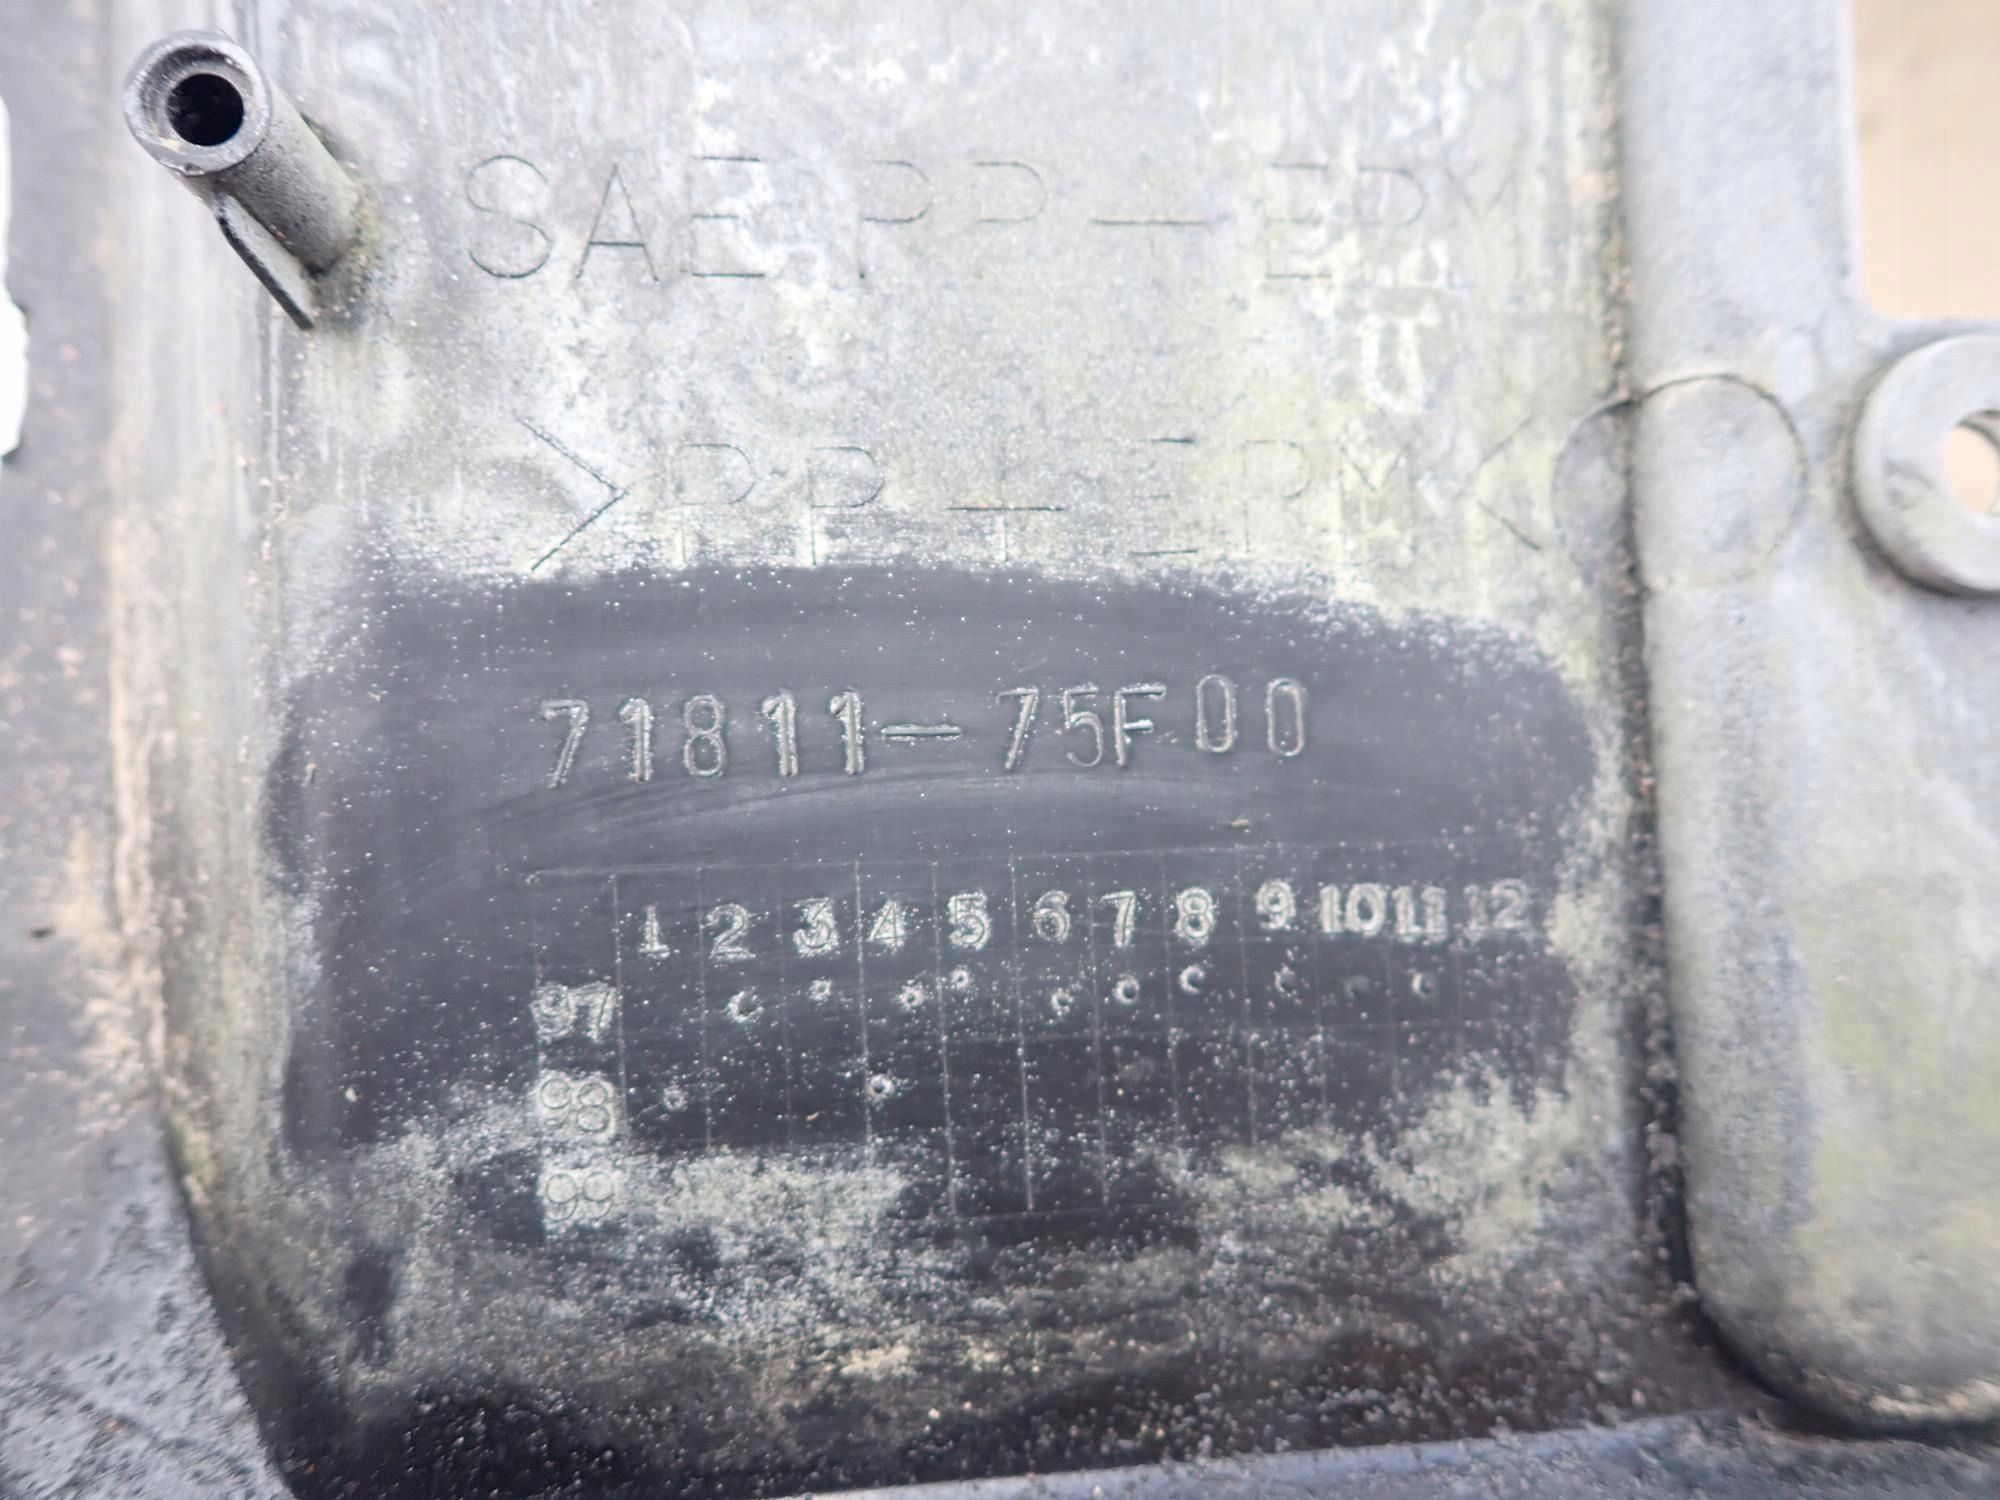 SAE PP-EPM
>PP+EPM<
71811-75F00
1 2 3 4 5 6 7 8 9 10 11 12
97
98
99